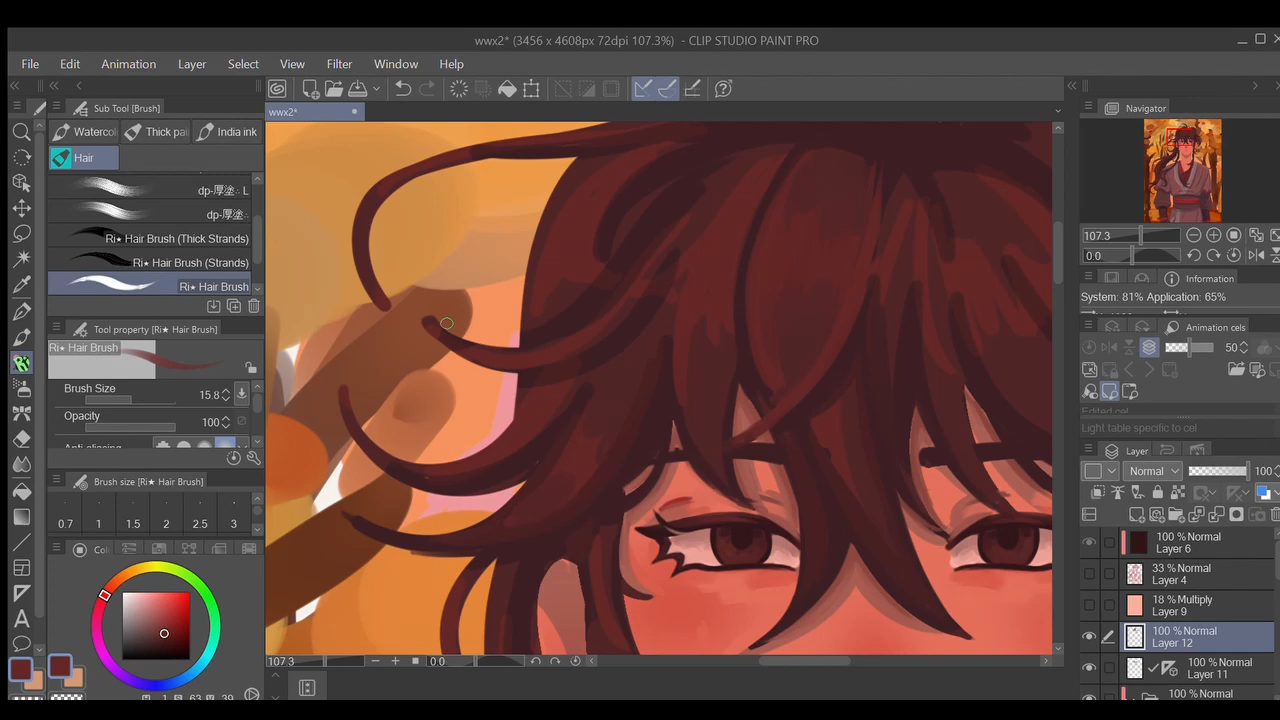 wwx2* (3456 x 4608px 72dpi 107.3%) - CLIP STUDIO PAINT PRO
File Edit Animation Layer Select View Filter Window Help
Sub Tool [Brush]
wwx2*
Navigator
Watercol Thick pai India ink
Hair
dp-厚塗∴ L
dp-厚塗∴
Ri★ Hair Brush (Thick Strands)
Ri★ Hair Brush (Strands)
Ri★ Hair Brush
107.3
0.0
Information
System: 81% Application: 65%
Tool property [Ri★ Hair Brush]
Ri★ Hair Brush
Animation cels
50
Brush Size 15.8
Opacity 100
Light table specific to cel
Layer
Normal 100
Brush size [Ri★ Hair Brush]
0.7 1 1.5 2 2.5 3
100 % Normal
Layer 6
33 % Normal
Layer 4
18 % Multiply
Layer 9
100 % Normal
Layer 12
100 % Normal
Layer 11
100 % Normal
107.3 0.0
63 39